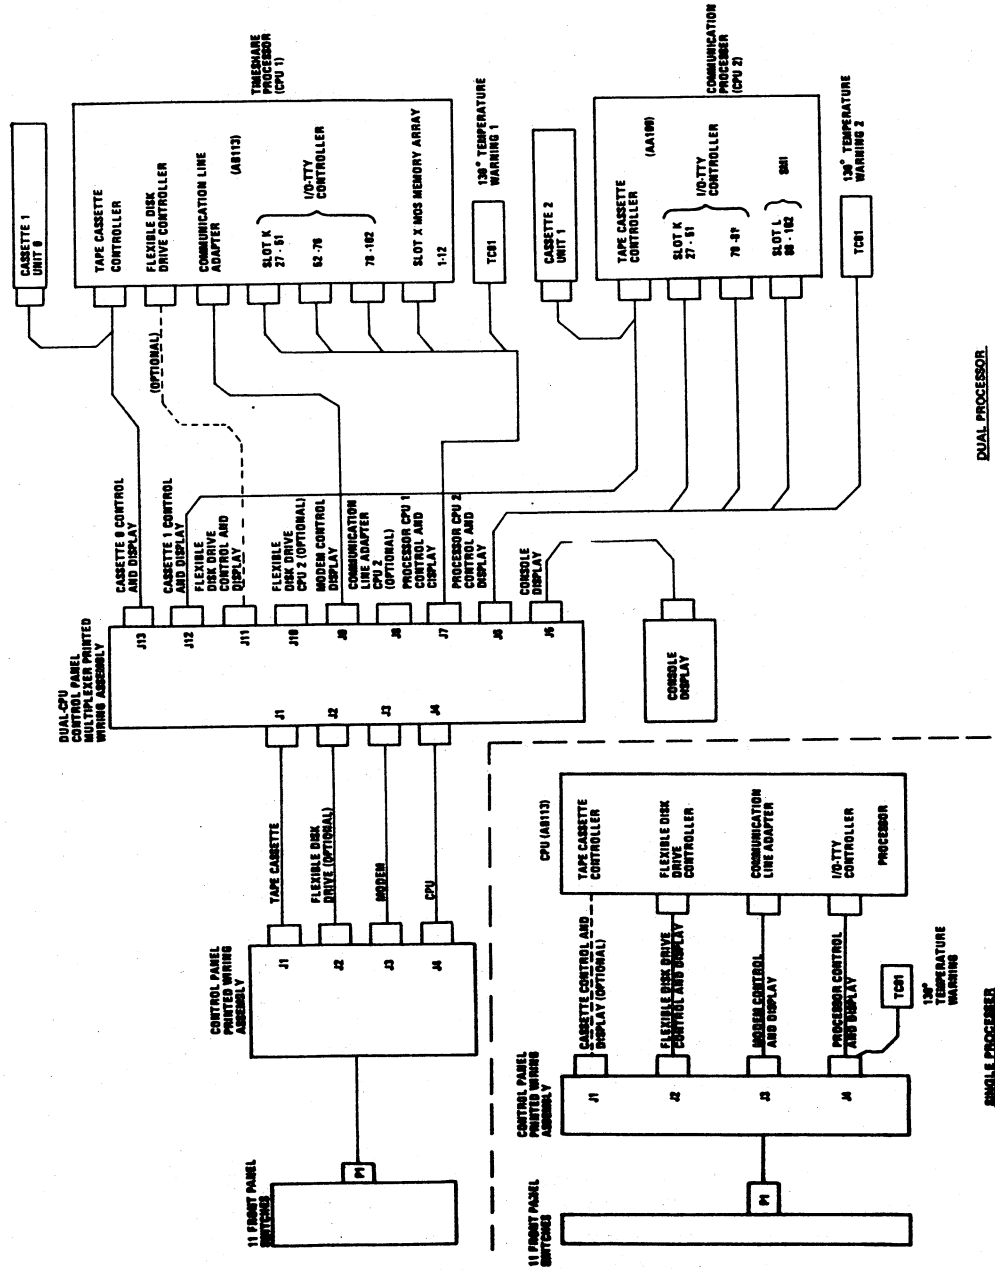 CASSETTE 1
UNIT 0
TAPE CASSETTE
CONTROLLER
FLEXIBLE DISK
DRIVE CONTROLLER
COMMUNICATION LINE
ADAPTER
(A8113)
SLOT K
27 - 51
I/O-TTY
CONTROLLER
52 -76
78 -102
SLOT X MOS MEMORY ARRAY
1-12
TIMESHARE
PROCESSOR
(CPU 1)
TC01
130° TEMPERATURE
WARNING 1
CASSETTE 2
UNIT 1
TAPE CASSETTE
CONTROLLER
SLOT K
27 - 51
I/O-TTY
CONTROLLER
SLOT L
SMI
COMMUNICATION
PROCESSER
(CPU 2)
TC01
130° TEMPERATURE
WARNING 2
(OPTIONAL)
CASSETTE 0 CONTROL
AND DISPLAY
CASSETTE 1 CONTROL
AND DISPLAY
FLEXIBLE
DISK DRIVE
CONTROL AND
DISPLAY
FLEXIBLE
DISK DRIVE
CPU 2 (OPTIONAL)
MODEM CONTROL
DISPLAY
COMMUNICATION
LINE ADAPTER
CPU 2
(OPTIONAL)
PROCESSOR CPU 1
CONTROL AND
DISPLAY
PROCESSOR CPU 2
CONTROL AND
DISPLAY
CONSOLE
DISPLAY
J13
J12
J11
J10
J9
J8
J7
J6
J5
DUAL-CPU
CONTROL PANEL
MULTIPLEXER PRINTED
WIRING ASSEMBLY
J1
J2
J3
J4
CONSOLE
DISPLAY
TAPE CASSETTE
FLEXIBLE DISK
DRIVE (OPTIONAL)
MODEM
CPU
CONTROL PANEL
PRINTED WIRING
ASSEMBLY
J1
J2
J3
J4
11 FRONT PANEL
SWITCHES
P1
DUAL PROCESSOR
CPU (A8113)
TAPE CASSETTE
CONTROLLER
FLEXIBLE DISK
DRIVE
CONTROLLER
COMMUNICATION
LINE ADAPTER
I/O-TTY
CONTROLLER
PROCESSOR
CASSETTE CONTROL AND
DISPLAY (OPTIONAL)
FLEXIBLE DISK DRIVE
CONTROL AND DISPLAY
MODEM CONTROL
AND DISPLAY
PROCESSOR CONTROL
AND DISPLAY
TC01
130°
TEMPERATURE
WARNING
CONTROL PANEL
PRINTED WIRING
ASSEMBLY
J1
J2
J3
J4
P1
11 FRONT PANEL
SWITCHES
SINGLE PROCESSER